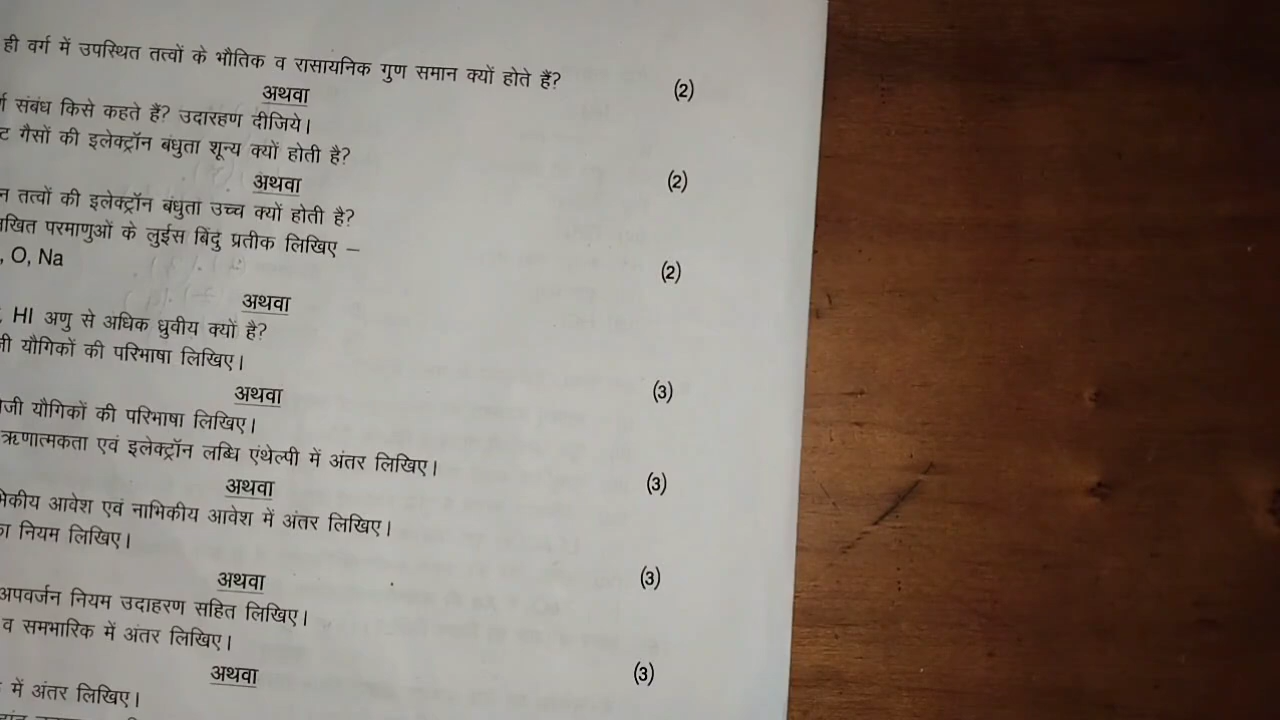 ही वर्ग में उपस्थित तत्वों के भौतिक व रासायनिक गुण समान क्यों होते हैं? (2)
अथवा
संबंध किसे कहते हैं? उदारहण दीजिये।
गैसों की इलेक्ट्रॉन बंधुता शून्य क्यों होती है? (2)
अथवा
तत्वों की इलेक्ट्रॉन बंधुता उच्च क्यों होती है?
परमाणुओं के लुईस बिंदु प्रतीक लिखिए –
, O, Na (2)
अथवा
HI अणु से अधिक ध्रुवीय क्यों है?
यौगिकों की परिभाषा लिखिए। (3)
अथवा
यौगिकों की परिभाषा लिखिए।
ऋणात्मकता एवं इलेक्ट्रॉन लब्धि एंथेल्पी में अंतर लिखिए। (3)
अथवा
आवेश एवं नाभिकीय आवेश में अंतर लिखिए।
नियम लिखिए। (3)
अथवा
अपवर्जन नियम उदाहरण सहित लिखिए।
व समभारिक में अंतर लिखिए। (3)
अथवा
में अंतर लिखिए।